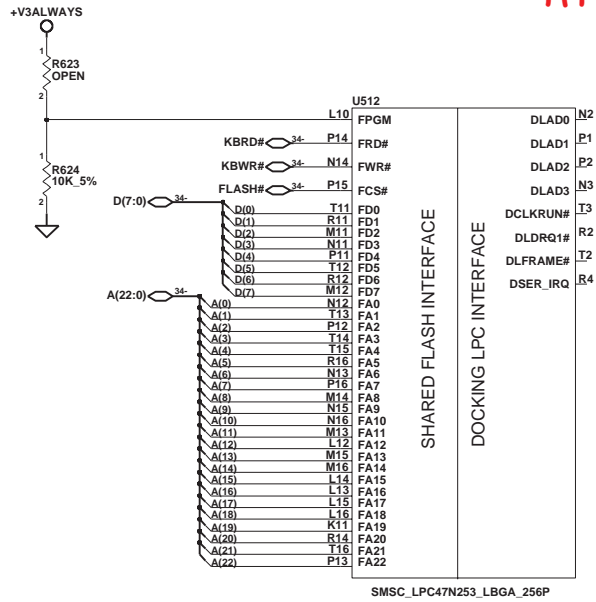 +V3ALWAYS
1
R623
OPEN
2
U512
L10 FPGM DLAD0 N2
KBRD# 34- P14 FRD# DLAD1 P1
1
R624
10K_5%
2
KBWR# 34- N14 FWR# DLAD2 P2
FLASH# 34- P15 FCS# DLAD3 N3
D(7:0) 34-
D(0) T11 FD0 DCLKRUN# T3
D(1) R11 FD1
D(2) M11 FD2 DLDRQ1# R2
D(3) N11 FD3
D(4) P11 FD4 DLFRAME# T2
D(5) T12 FD5
D(6) R12 FD6 DSER_IRQ R4
D(7) M12 FD7
A(22:0) 34-
A(0) N12 FA0
A(1) T13 FA1
A(2) P12 FA2
A(3) T14 FA3
A(4) T15 FA4
A(5) R16 FA5
A(6) N13 FA6
A(7) P16 FA7
A(8) M14 FA8
A(9) N15 FA9
A(10) N16 FA10
A(11) M13 FA11
A(12) L12 FA12
A(13) M15 FA13
A(14) M16 FA14
A(15) L14 FA15
A(16) L13 FA16
A(17) L15 FA17
A(18) L16 FA18
A(19) K11 FA19
A(20) R14 FA20
A(21) T16 FA21
A(22) P13 FA22
SHARED FLASH INTERFACE
DOCKING LPC INTERFACE
SMSC_LPC47N253_LBGA_256P